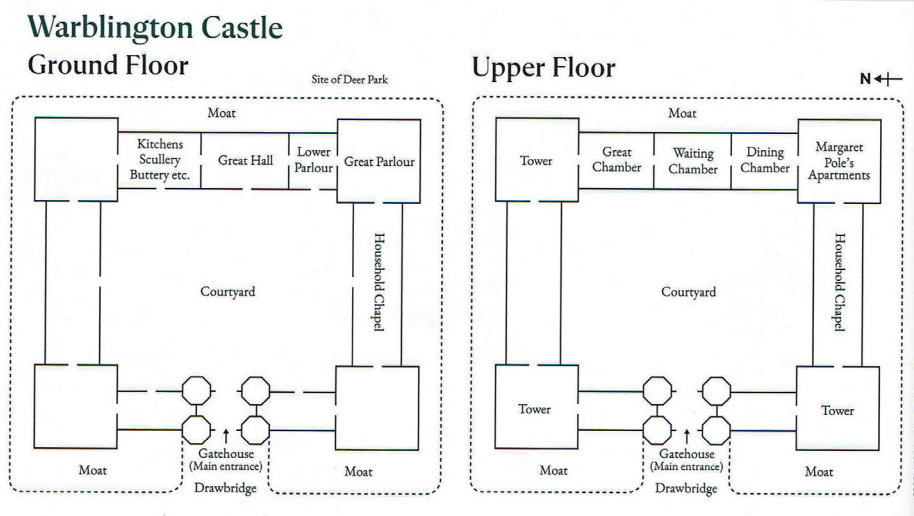 Warblington Castle
Ground Floor
Site of Deer Park
Moat
Kitchens
Scullery
Buttery etc.
Great Hall
Lower
Parlour
Great Parlour
Household Chapel
Courtyard
Gatehouse
(Main entrance)
Moat
Moat
Drawbridge
Upper Floor
N
Moat
Tower
Great
Chamber
Waiting
Chamber
Dining
Chamber
Margaret
Pole's
Apartments
Household Chapel
Courtyard
Tower
Tower
Gatehouse
(Main entrance)
Moat
Moat
Drawbridge